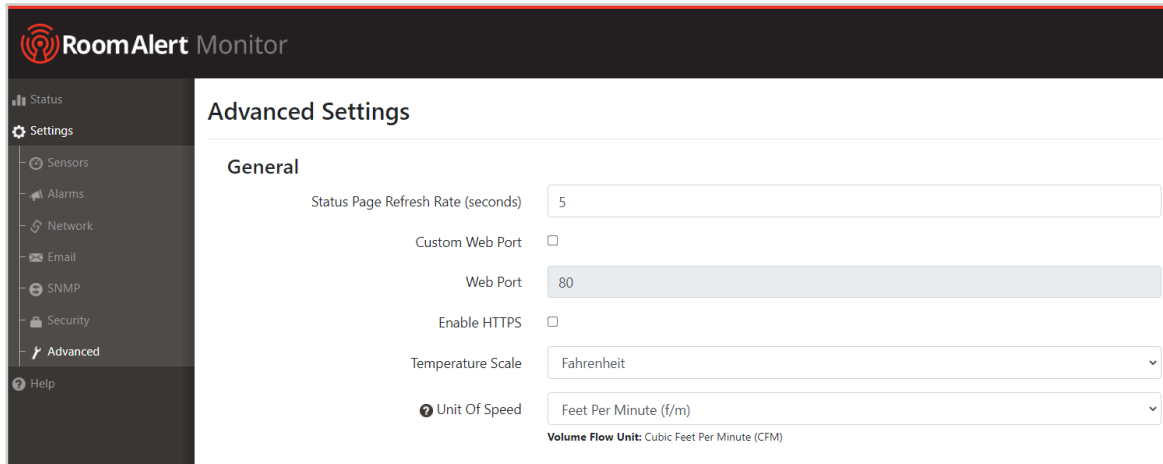 RoomAlert Monitor
Status
Settings
Sensors
Alarms
Network
Email
SNMP
Security
Advanced
Help
Advanced Settings
General
Status Page Refresh Rate (seconds) 5
Custom Web Port
Web Port 80
Enable HTTPS
Temperature Scale Fahrenheit
Unit Of Speed Feet Per Minute (f/m)
Volume Flow Unit: Cubic Feet Per Minute (CFM)